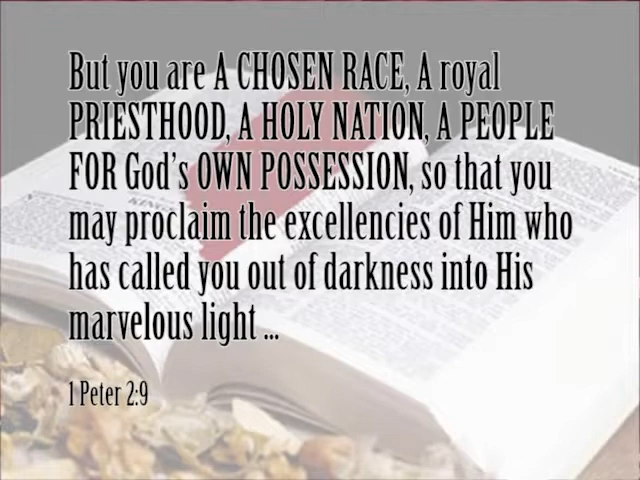 But you are A CHOSEN RACE, A royal
PRIESTHOOD, A HOLY NATION, A PEOPLE
FOR God's OWN POSSESSION, so that you
may proclaim the excellencies of Him who
has called you out of darkness into His
marvelous light ...
1 Peter 2:9